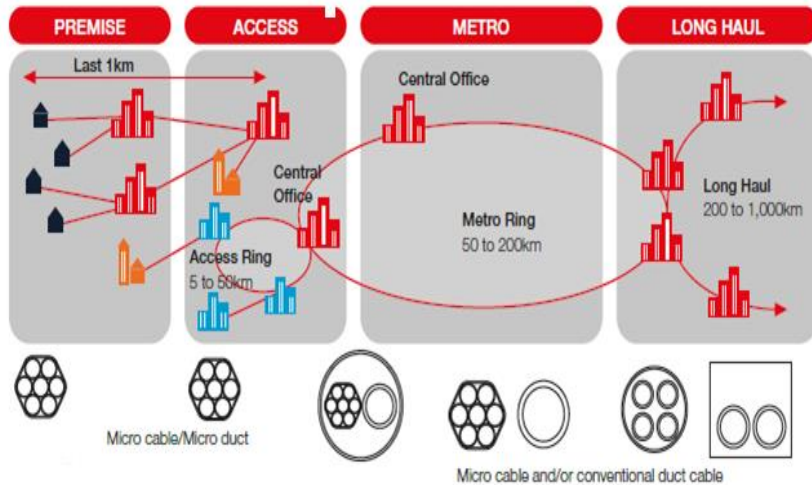 PREMISE
ACCESS
METRO
LONG HAUL
Last 1km
Central Office
Central
Office
Long Haul
200 to 1,000km
Metro Ring
50 to 200km
Access Ring
5 to 50km
Micro cable/Micro duct
Micro cable and/or conventional duct cable